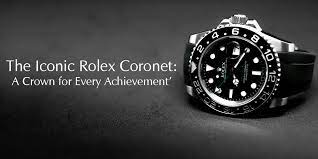 The Iconic Rolex Coronet:
A Crown for Every Achievement’